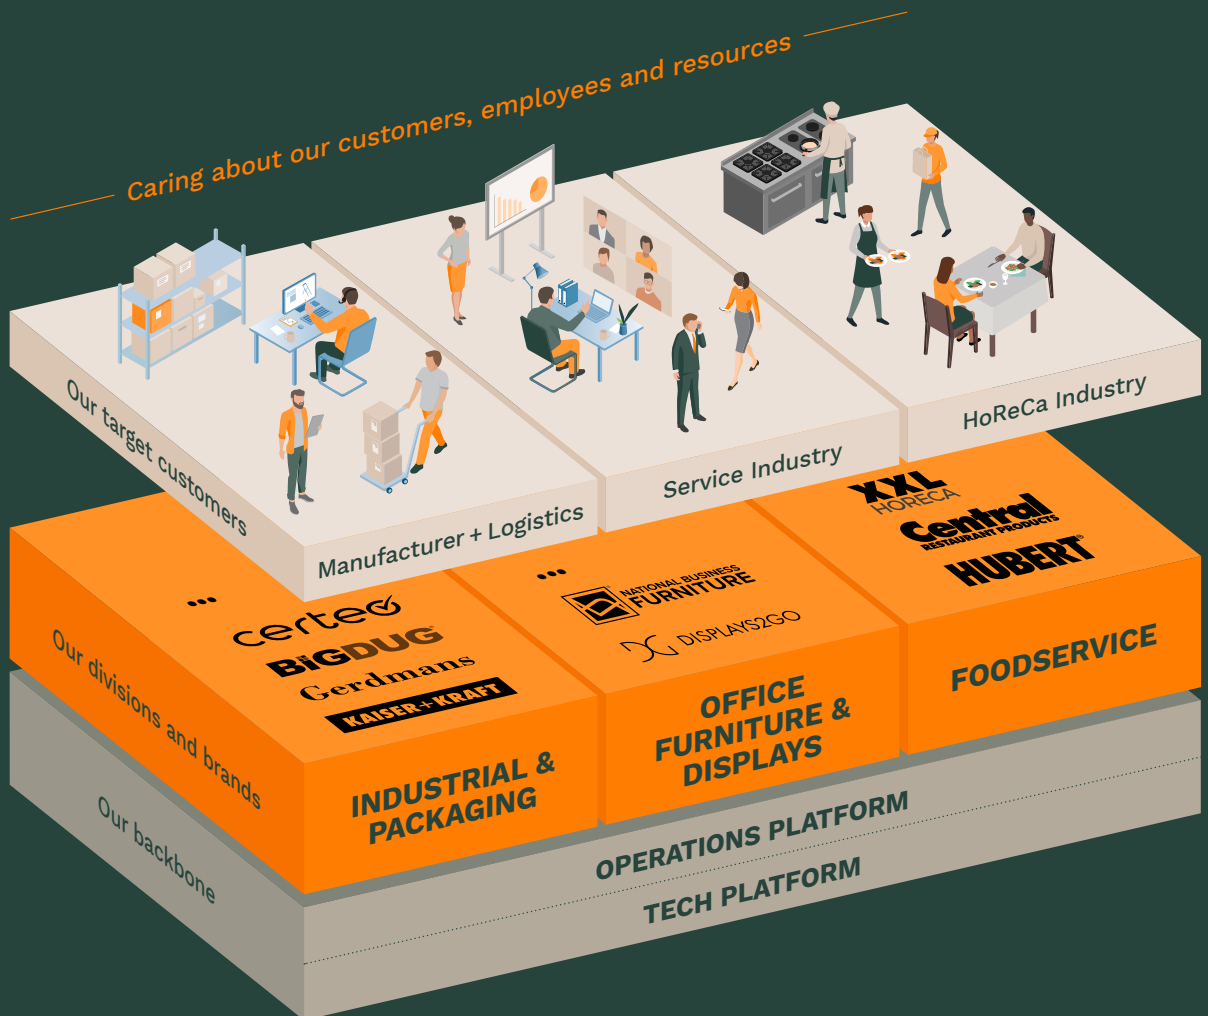 Caring about our customers, employees and resources
Our target customers
Manufacturer + Logistics
Service Industry
HoReCa Industry
Our divisions and brands
...
certeo
BiGDUG
Gerdmans
KAISER+KRAFT
INDUSTRIAL &
PACKAGING
...
NATIONAL BUSINESS
FURNITURE
DISPLAYS2GO
OFFICE
FURNITURE &
DISPLAYS
XXL
HORECA
Central
RESTAURANT PRODUCTS
HUBERT®
FOODSERVICE
Our backbone
OPERATIONS PLATFORM
TECH PLATFORM